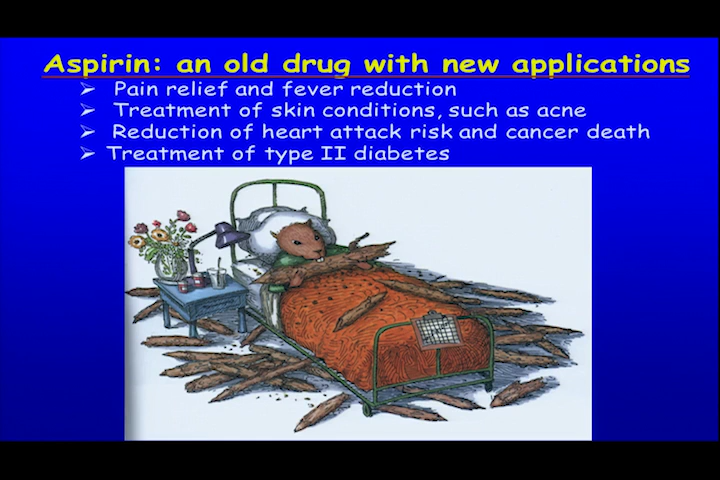 Aspirin: an old drug with new applications
➢ Pain relief and fever reduction
➢ Treatment of skin conditions, such as acne
➢ Reduction of heart attack risk and cancer death
➢ Treatment of type II diabetes